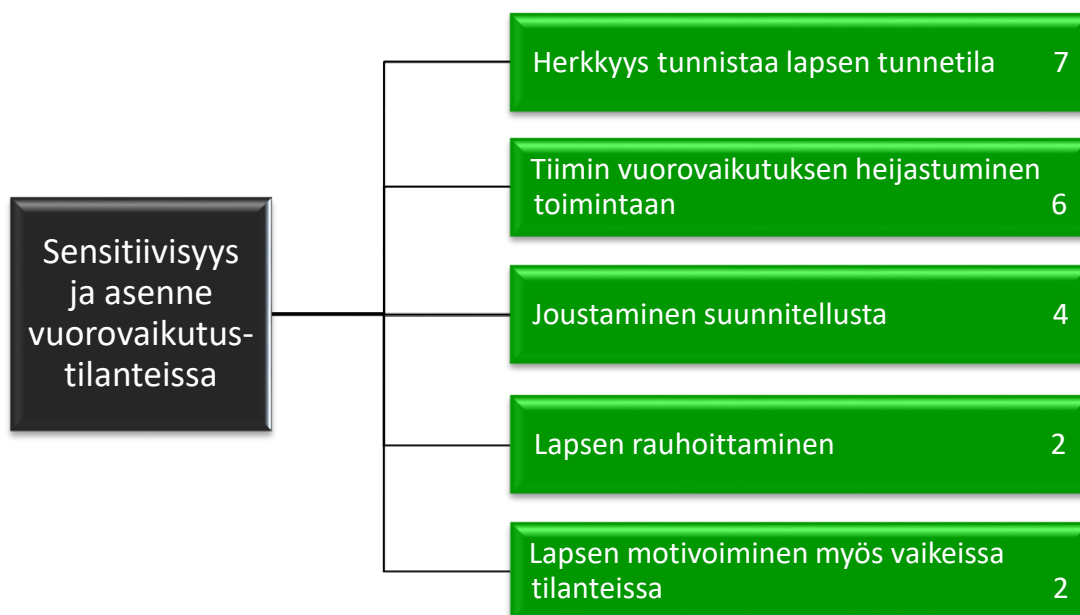 Sensitiivisyys
ja asenne
vuorovaikutus-
tilanteissa
Herkkyys tunnistaa lapsen tunnetila 7
Tiimin vuorovaikutuksen heijastuminen
toimintaan 6
Joustaminen suunnitellusta 4
Lapsen rauhoittaminen 2
Lapsen motivoiminen myös vaikeissa
tilanteissa 2